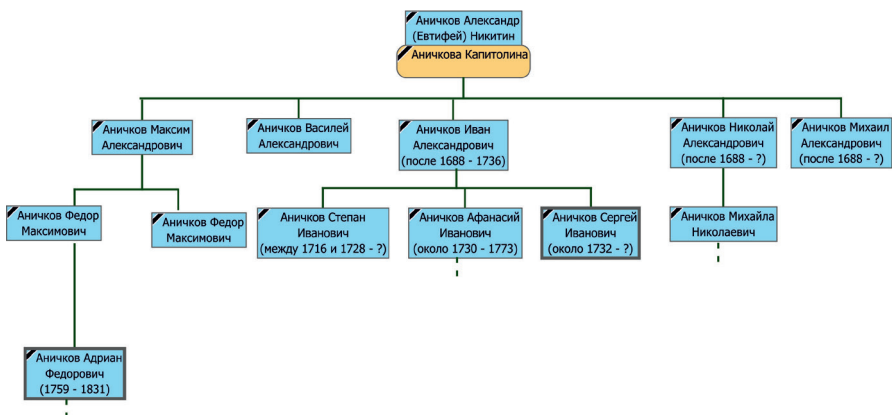 Аничков Александр
(Евтифей) Никитин
Аничкова Капитолина
Аничков Максим
Александрович
Аничков Василей
Александрович
Аничков Иван
Александрович
(после 1688 - 1736)
Аничков Николай
Александрович
(после 1688 - ?)
Аничков Михаил
Александрович
(после 1688 - ?)
Аничков Федор
Максимович
Аничков Федор
Максимович
Аничков Степан
Иванович
(между 1716 и 1728 - ?)
Аничков Афанасий
Иванович
(около 1730 - 1773)
Аничков Сергей
Иванович
(около 1732 - ?)
Аничков Михайла
Николаевич
Аничков Адриан
Федорович
(1759 - 1831)